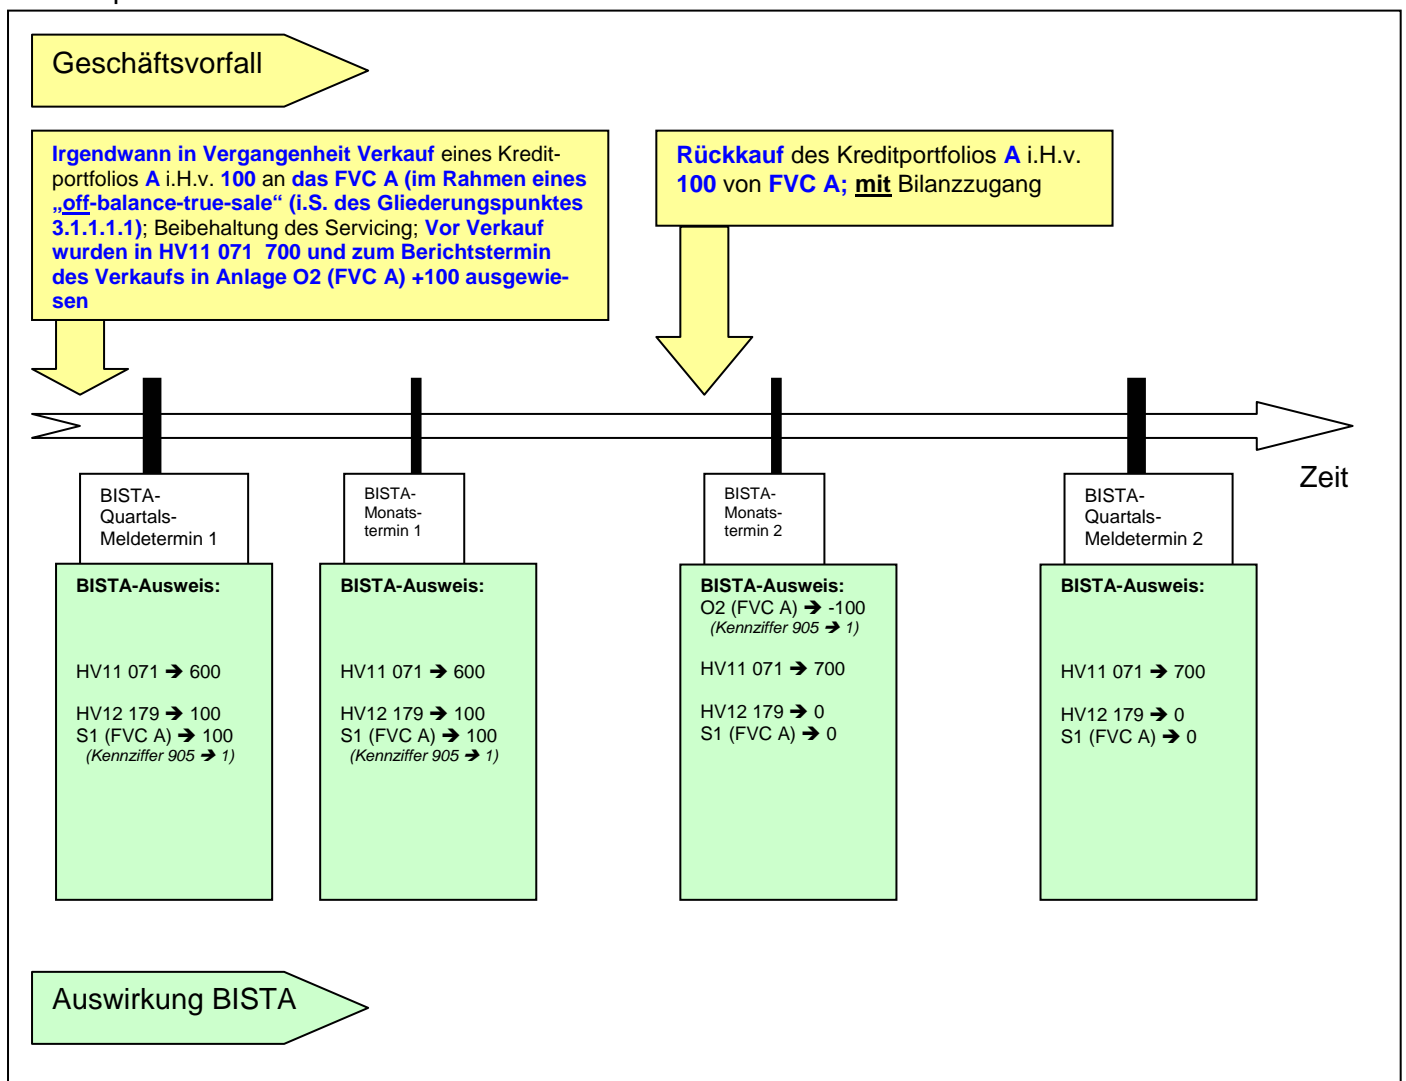 Geschäftsvorfall
Irgendwann in Vergangenheit Verkauf eines Kredit-
portfolios A i.H.v. 100 an das FVC A (im Rahmen eines
„off-balance-true-sale“ (i.S. des Gliederungspunktes
3.1.1.1.1); Beibehaltung des Servicing; Vor Verkauf
wurden in HV11 071 700 und zum Berichtstermin
des Verkaufs in Anlage O2 (FVC A) +100 ausgewie-
sen
Rückkauf des Kreditportfolios A i.H.v.
100 von FVC A; mit Bilanzzugang
Zeit
BISTA-
Quartals-
Meldetermin 1
BISTA-Ausweis:
HV11 071 ➔ 600
HV12 179 ➔ 100
S1 (FVC A) ➔ 100
(Kennziffer 905 ➔ 1)
BISTA-
Monats-
termin 1
BISTA-Ausweis:
HV11 071 ➔ 600
HV12 179 ➔ 100
S1 (FVC A) ➔ 100
(Kennziffer 905 ➔ 1)
BISTA-
Monats-
termin 2
BISTA-Ausweis:
O2 (FVC A) ➔ -100
(Kennziffer 905 ➔ 1)
HV11 071 ➔ 700
HV12 179 ➔ 0
S1 (FVC A) ➔ 0
BISTA-
Quartals-
Meldetermin 2
BISTA-Ausweis:
HV11 071 ➔ 700
HV12 179 ➔ 0
S1 (FVC A) ➔ 0
Auswirkung BISTA